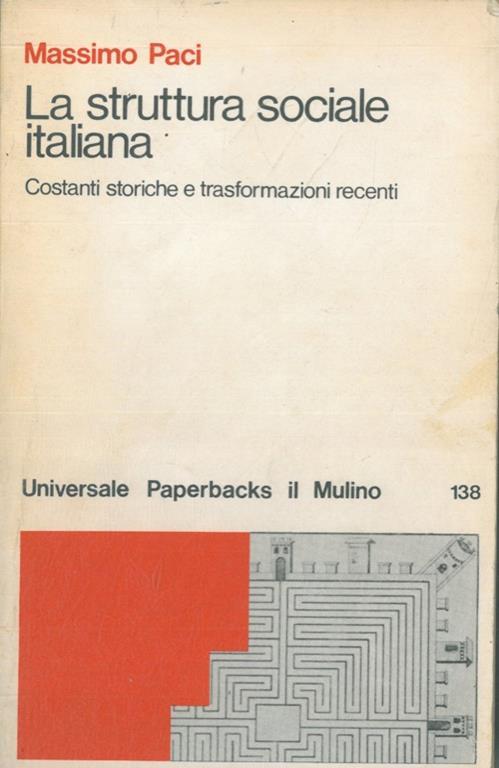 Massimo Paci
La struttura sociale
italiana
Costanti storiche e trasformazioni recenti
Universale Paperbacks il Mulino 138